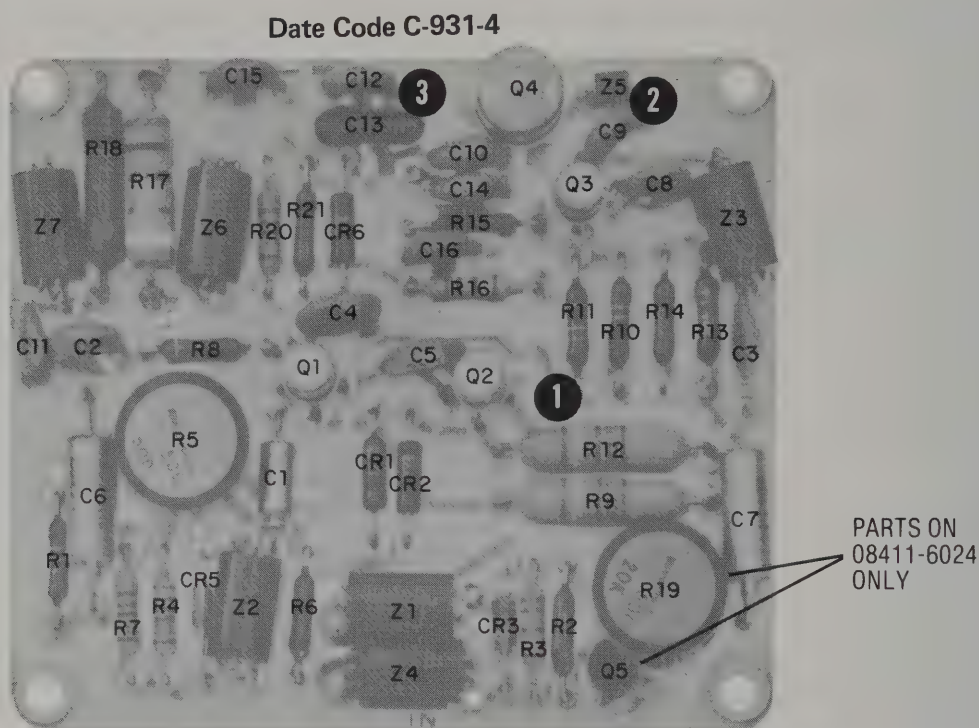 Date Code C-931-4
C15
C12
3
Q4
Z5
2
C13
C9
R18
R17
C10
Q3
C8
C14
Z7
Z6
R20
R21
CR6
R15
Z3
C16
R16
C4
R11
R10
R14
R13
C11
C2
R8
Q1
C5
Q2
C3
1
R5
C6
C1
CR1
CR2
R12
R9
C7
R1
PARTS ON
08411-6024
ONLY
20K
R19
CR5
R7
R4
Z2
R6
Z1
CR3
R3
R2
Z4
Q5